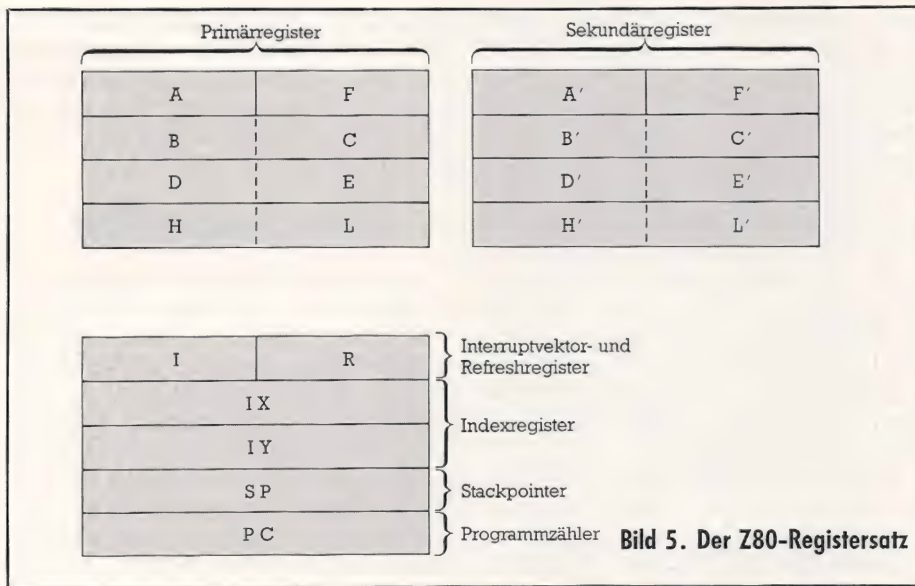 Primärregister
Sekundärregister
A F
A′ F′
B C
B′ C′
D E
D′ E′
H L
H′ L′
I R
Interruptvektor- und
Refreshregister
IX
Indexregister
IY
SP
Stackpointer
PC
Programmzähler
Bild 5. Der Z80-Registersatz